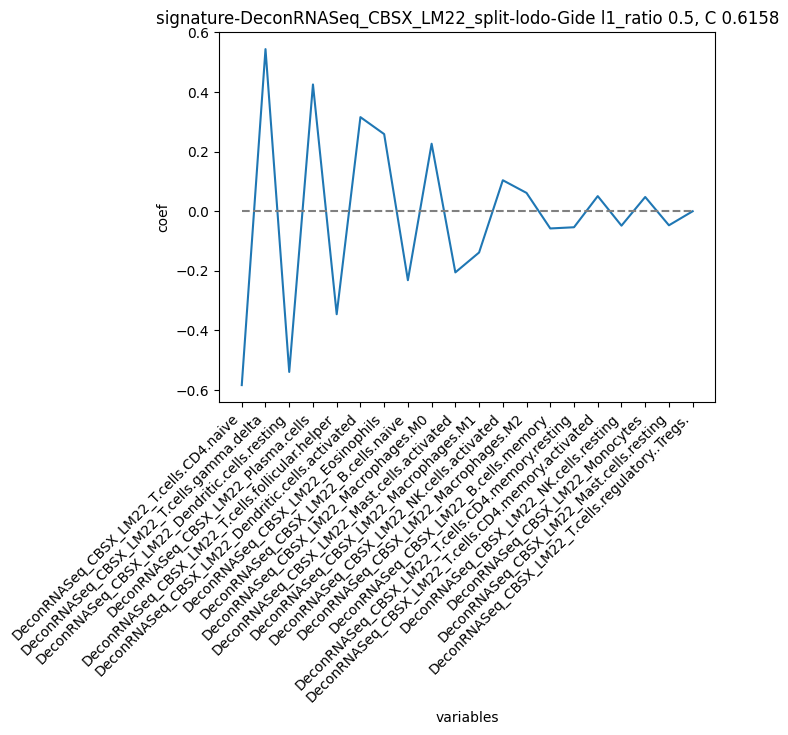 signature-DeconRNASeq_CBSX_LM22_split-lodo-Gide l1_ratio 0.5, C 0.6158
0.6
0.4
0.2
0.0
−0.2
−0.4
−0.6
coef
DeconRNASeq_CBSX_LM22_T.cells.CD4.naive
DeconRNASeq_CBSX_LM22_T.cells.gamma.delta
DeconRNASeq_CBSX_LM22_Dendritic.cells.resting
DeconRNASeq_CBSX_LM22_Plasma.cells
DeconRNASeq_CBSX_LM22_T.cells.follicular.helper
DeconRNASeq_CBSX_LM22_Dendritic.cells.activated
DeconRNASeq_CBSX_LM22_Eosinophils
DeconRNASeq_CBSX_LM22_B.cells.naive
DeconRNASeq_CBSX_LM22_Macrophages.M0
DeconRNASeq_CBSX_LM22_Mast.cells.activated
DeconRNASeq_CBSX_LM22_Macrophages.M1
DeconRNASeq_CBSX_LM22_NK.cells.activated
DeconRNASeq_CBSX_LM22_Macrophages.M2
DeconRNASeq_CBSX_LM22_B.cells.memory
DeconRNASeq_CBSX_LM22_T.cells.CD4.memory.resting
DeconRNASeq_CBSX_LM22_T.cells.CD4.memory.activated
DeconRNASeq_CBSX_LM22_NK.cells.resting
DeconRNASeq_CBSX_LM22_Monocytes
DeconRNASeq_CBSX_LM22_Mast.cells.resting
DeconRNASeq_CBSX_LM22_T.cells.regulatory..Tregs.
variables